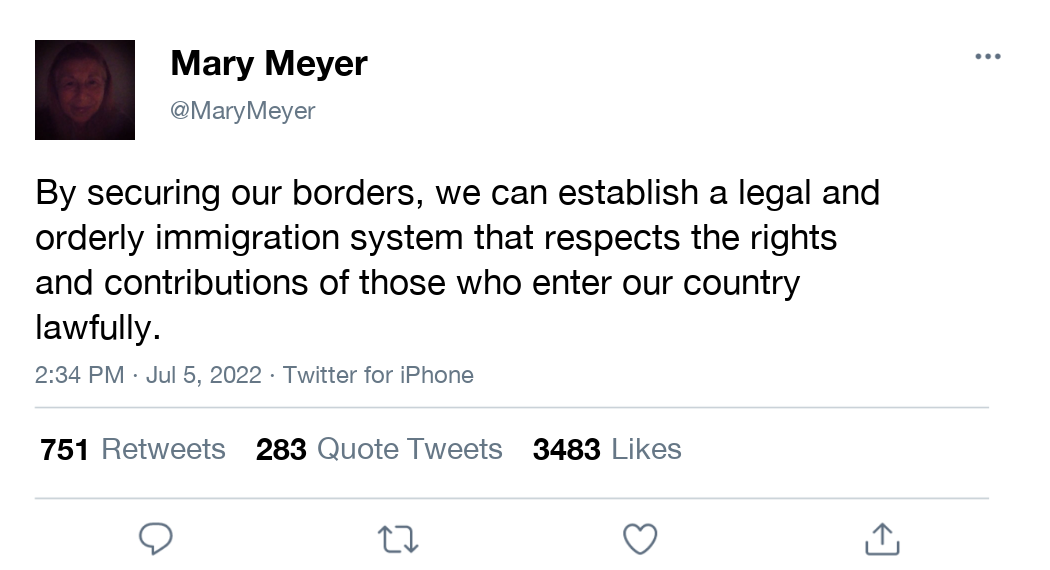 Mary Meyer
@MaryMeyer
By securing our borders, we can establish a legal and
orderly immigration system that respects the rights
and contributions of those who enter our country
lawfully.
2:34 PM · Jul 5, 2022 · Twitter for iPhone
751 Retweets 283 Quote Tweets 3483 Likes